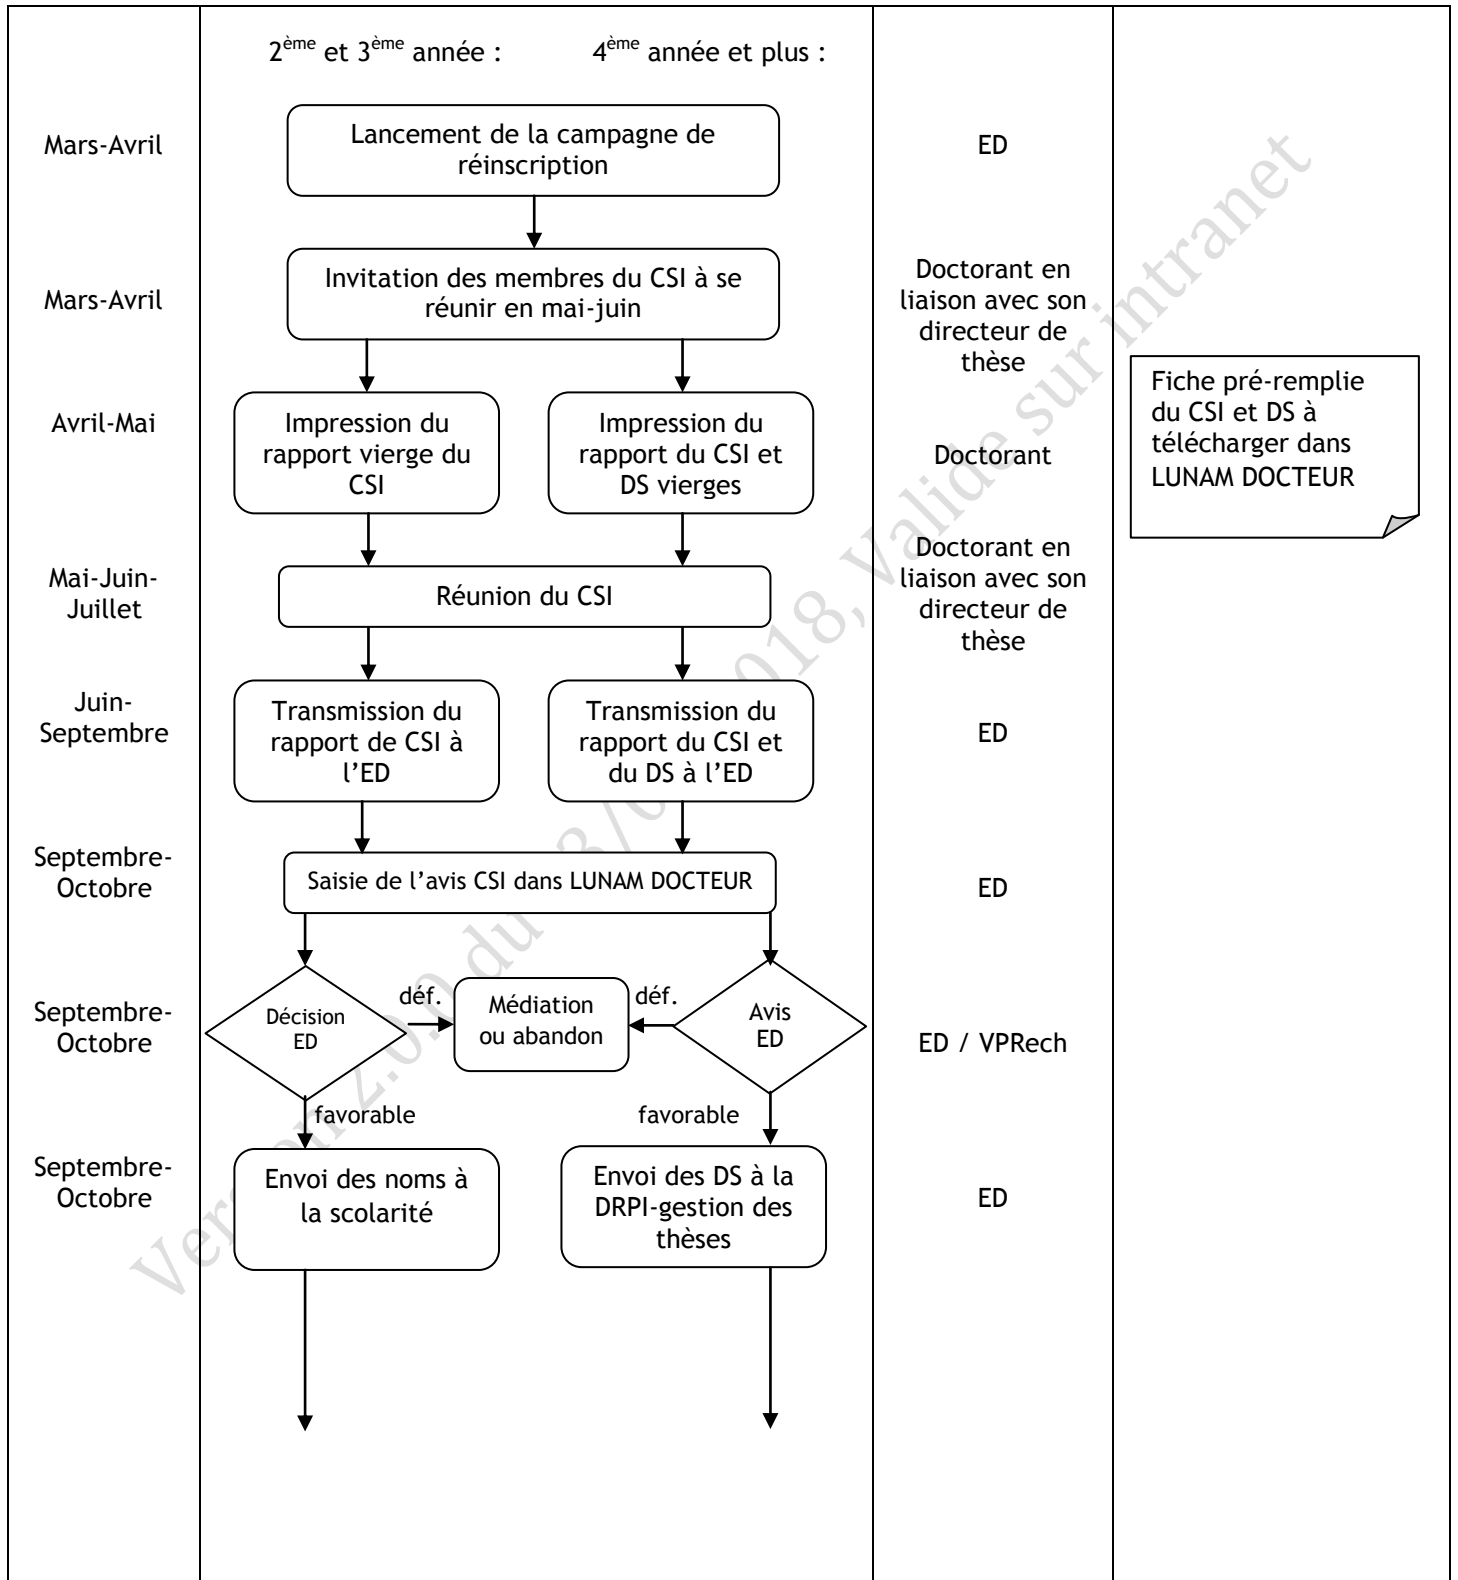 2ème et 3ème année :
4ème année et plus :
Mars-Avril
Lancement de la campagne de
réinscription
ED
Mars-Avril
Invitation des membres du CSI à se
réunir en mai-juin
Doctorant en
liaison avec son
directeur de
thèse
Avril-Mai
Impression du
rapport vierge du
CSI
Impression du
rapport du CSI et
DS vierges
Doctorant
Fiche pré-remplie
du CSI et DS à
télécharger dans
LUNAM DOCTEUR
Mai-Juin-
Juillet
Réunion du CSI
Doctorant en
liaison avec son
directeur de
thèse
Juin-
Septembre
Transmission du
rapport de CSI à
l’ED
Transmission du
rapport du CSI et
du DS à l’ED
ED
Septembre-
Octobre
Saisie de l’avis CSI dans LUNAM DOCTEUR
ED
Septembre-
Octobre
Décision
ED
déf.
Médiation
ou abandon
déf.
Avis
ED
ED / VPRech
favorable
favorable
Septembre-
Octobre
Envoi des noms à
la scolarité
Envoi des DS à la
DRPI-gestion des
thèses
ED
Valide sur intranet